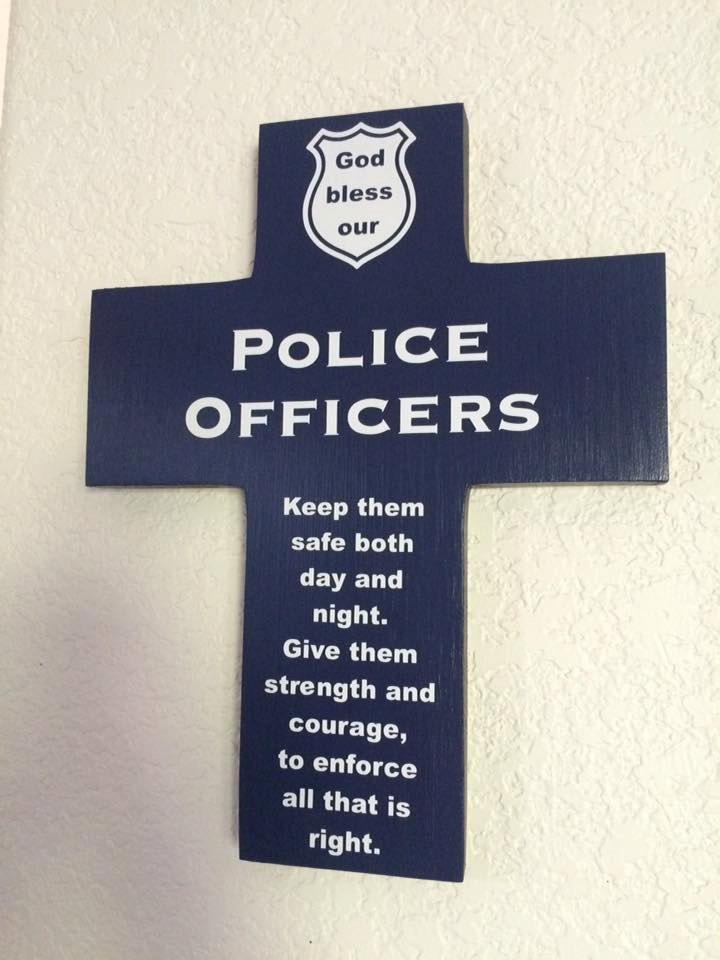 God
bless
our
POLICE
OFFICERS
Keep them
safe both
day and
night.
Give them
strength and
courage,
to enforce
all that is
right.